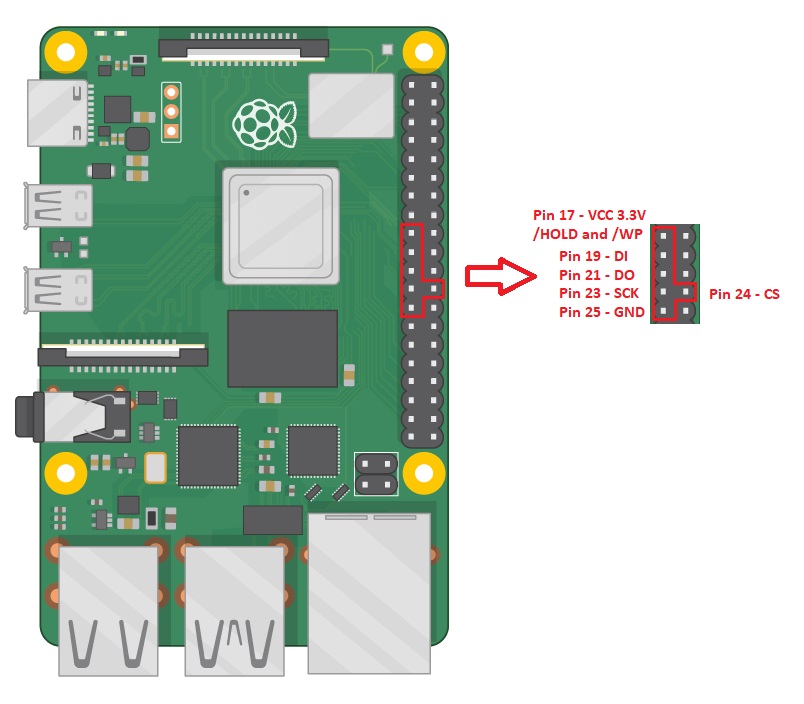 Pin 17 - VCC 3.3V
/HOLD and /WP
Pin 19 - DI
Pin 21 - DO
Pin 23 - SCK
Pin 24 - CS
Pin 25 - GND